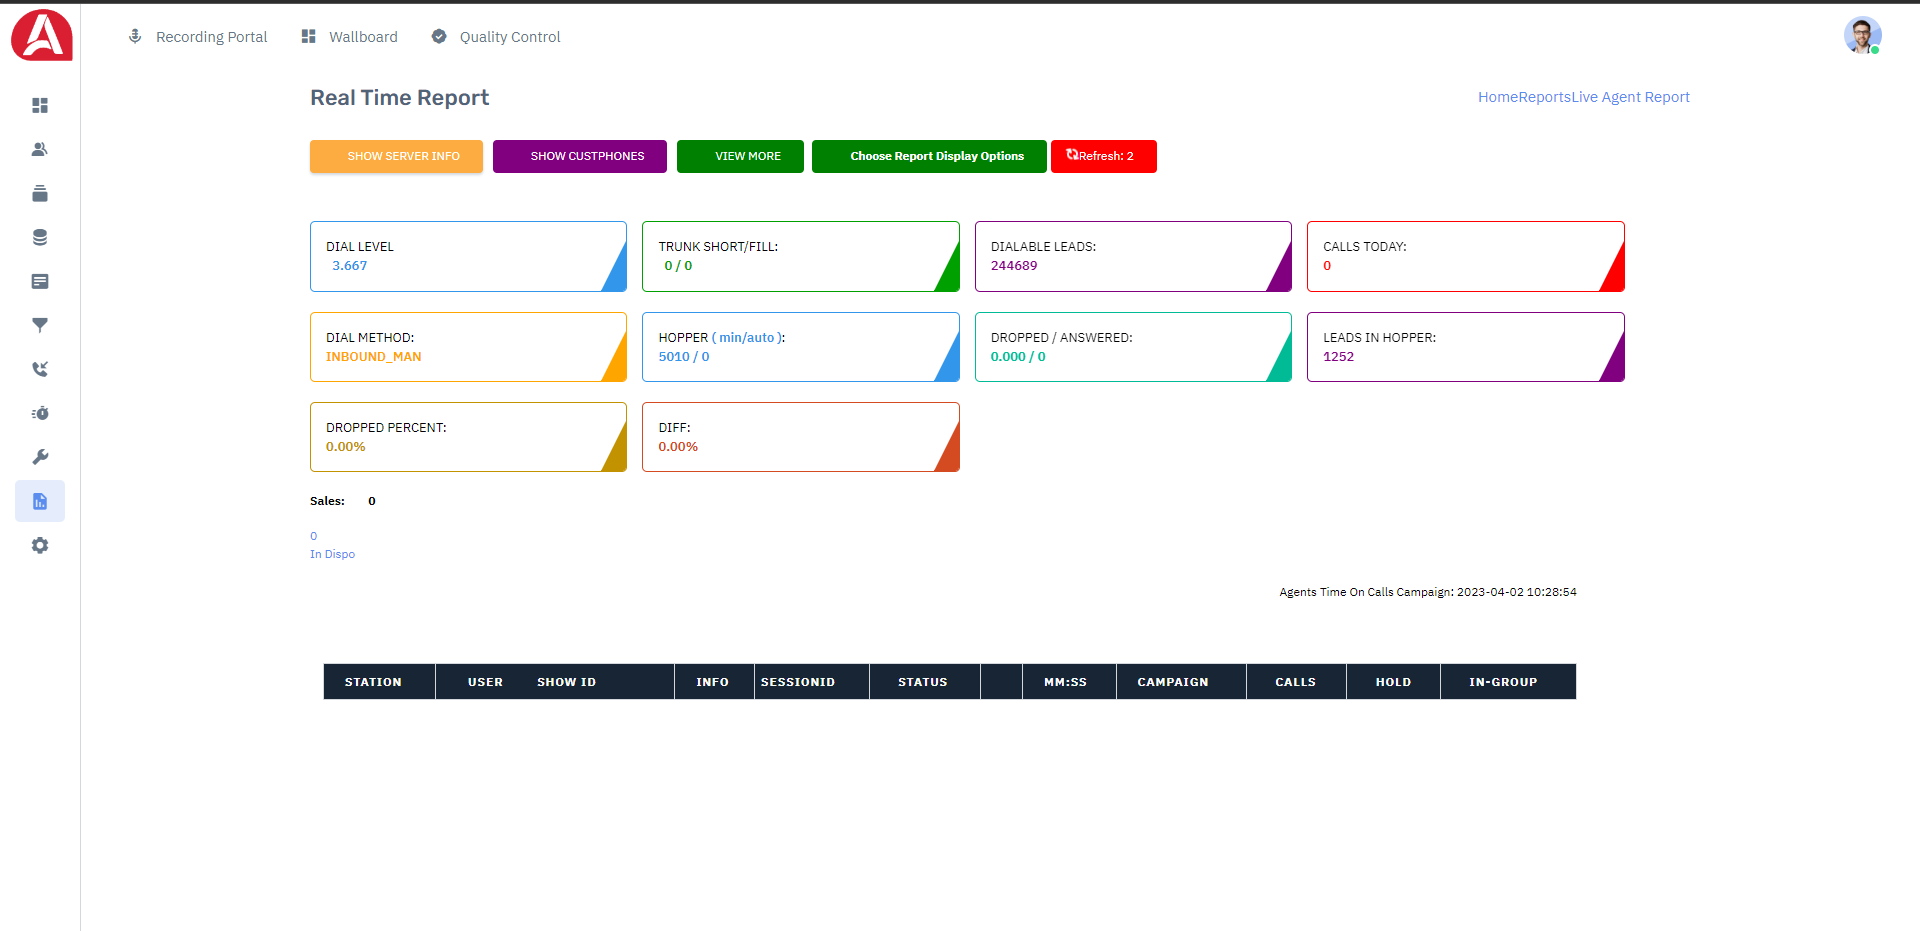 Recording Portal Wallboard Quality Control
Real Time Report
HomeReportsLive Agent Report
SHOW SERVER INFO SHOW CUSTPHONES VIEW MORE Choose Report Display Options Refresh: 2
DIAL LEVEL
3.667
TRUNK SHORT/FILL:
0 / 0
DIALABLE LEADS:
244689
CALLS TODAY:
0
DIAL METHOD:
INBOUND_MAN
HOPPER ( min/auto ):
5010 / 0
DROPPED / ANSWERED:
0.000 / 0
LEADS IN HOPPER:
1252
DROPPED PERCENT:
0.00%
DIFF:
0.00%
Sales: 0
0
In Dispo
Agents Time On Calls Campaign: 2023-04-02 10:28:54
STATION USER SHOW ID INFO SESSIONID STATUS MM:SS CAMPAIGN CALLS HOLD IN-GROUP